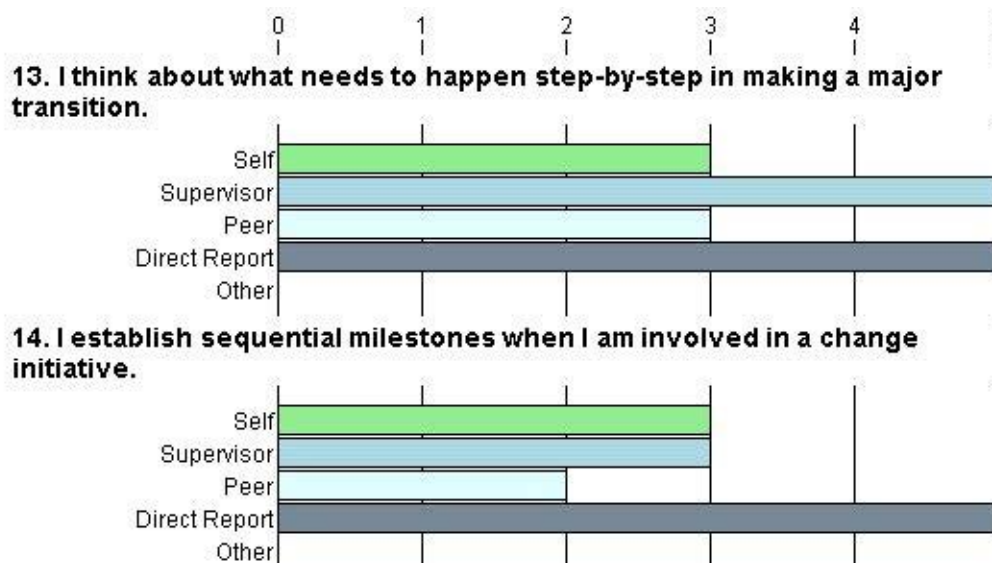 0 1 2 3 4
13. I think about what needs to happen step-by-step in making a major
transition.
Self
Supervisor
Peer
Direct Report
Other
14. I establish sequential milestones when I am involved in a change
initiative.
Self
Supervisor
Peer
Direct Report
Other